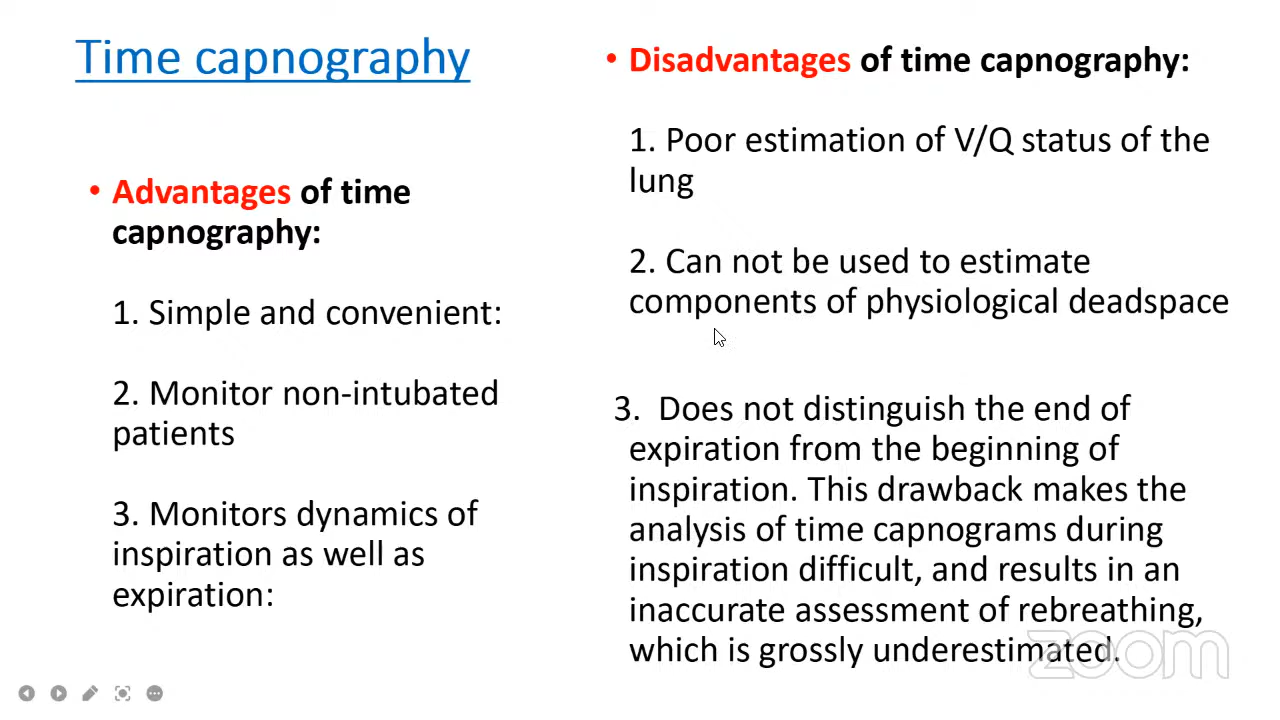 Time capnography
• Advantages of time
capnography:
1. Simple and convenient:
2. Monitor non-intubated
patients
3. Monitors dynamics of
inspiration as well as
expiration:
• Disadvantages of time capnography:
1. Poor estimation of V/Q status of the
lung
2. Can not be used to estimate
components of physiological deadspace
3. Does not distinguish the end of
expiration from the beginning of
inspiration. This drawback makes the
analysis of time capnograms during
inspiration difficult, and results in an
inaccurate assessment of rebreathing,
which is grossly underestimated.
zoom